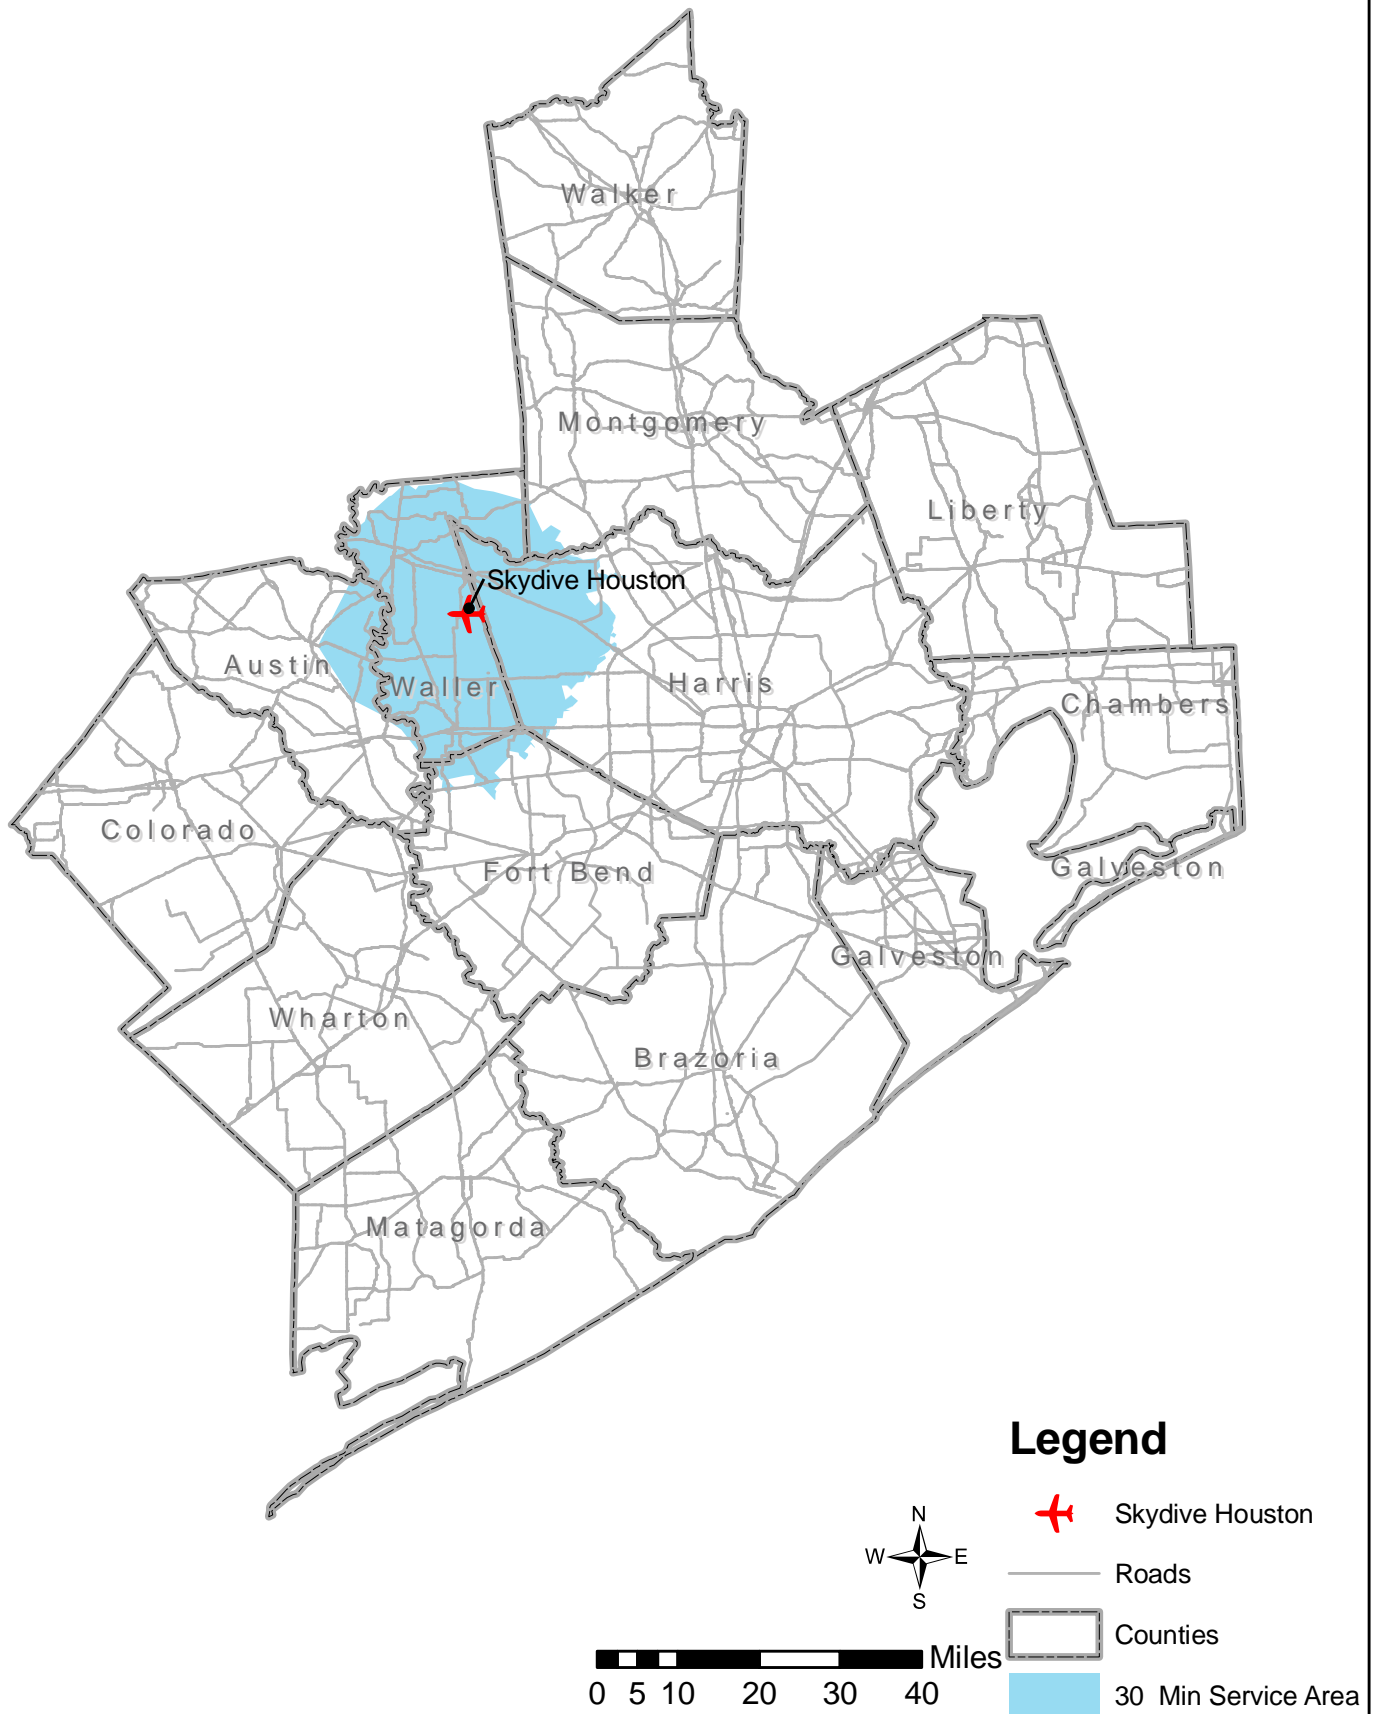 Walker
Montgomery
Liberty
Skydive Houston
Austin
Waller
Harris
Chambers
Colorado
Fort Bend
Galveston
Galveston
Wharton
Brazoria
Matagorda
Legend
Skydive Houston
Roads
Counties
30 Min Service Area
N
W E
S
Miles
0 5 10 20 30 40